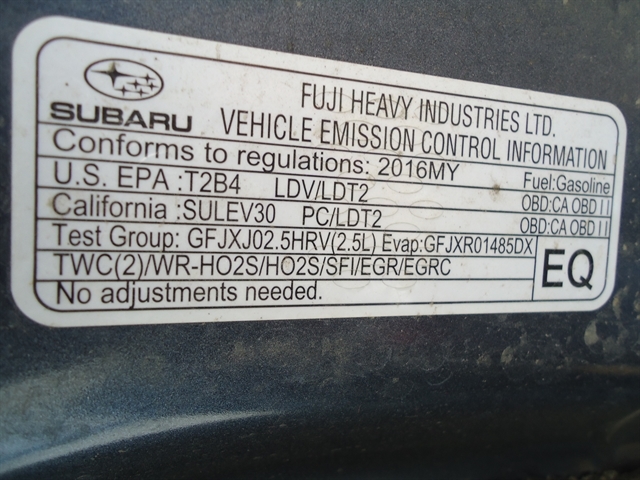 SUBARU
FUJI HEAVY INDUSTRIES LTD.
VEHICLE EMISSION CONTROL INFORMATION
Conforms to regulations: 2016MY
Fuel:Gasoline
U.S. EPA :T2B4 LDV/LDT2 OBD:CA OBD II
California :SULEV30 PC/LDT2 OBD:CA OBD II
Test Group: GFJXJ02.5HRV(2.5L) Evap:GFJXR01485DX
TWC(2)/WR-HO2S/HO2S/SFI/EGR/EGRC
No adjustments needed.
EQ